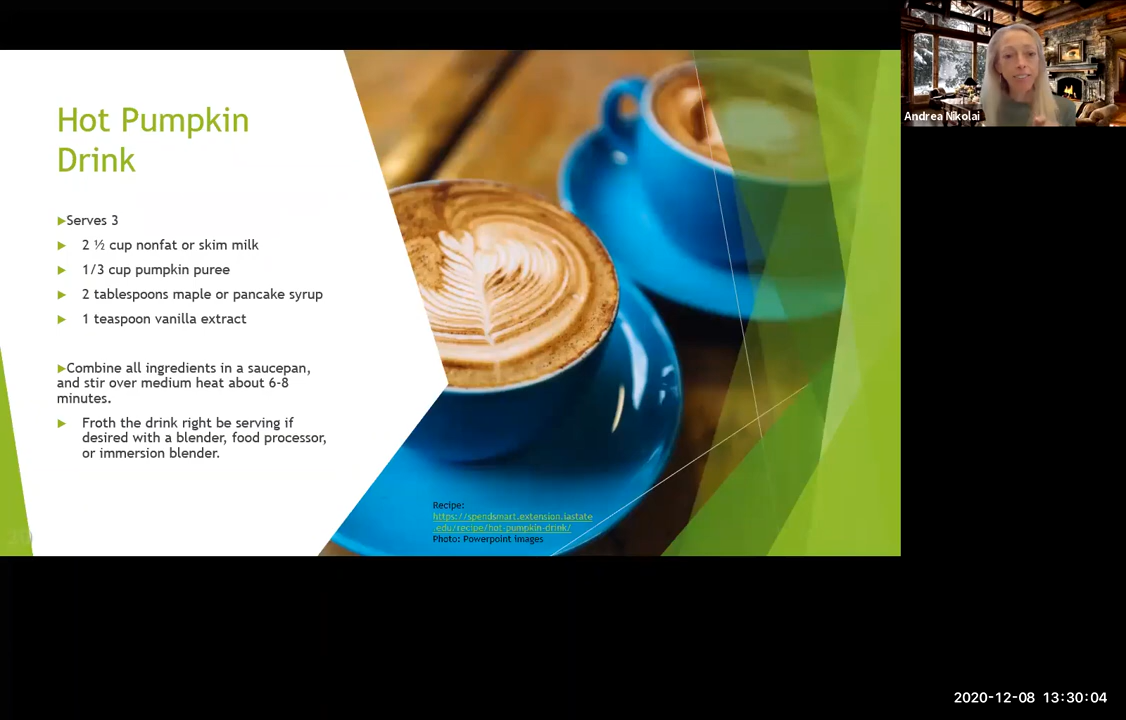 Hot Pumpkin
Drink
▶Serves 3
▶ 2 ½ cup nonfat or skim milk
▶ 1/3 cup pumpkin puree
▶ 2 tablespoons maple or pancake syrup
▶ 1 teaspoon vanilla extract
▶Combine all ingredients in a saucepan,
and stir over medium heat about 6-8
minutes.
▶ Froth the drink right be serving if
desired with a blender, food processor,
or immersion blender.
Recipe:
https://spendsmart.extension.iastate
.edu/recipe/hot-pumpkin-drink/
Photo: Powerpoint images
Andrea Nikolai
2020-12-08 13:30:04